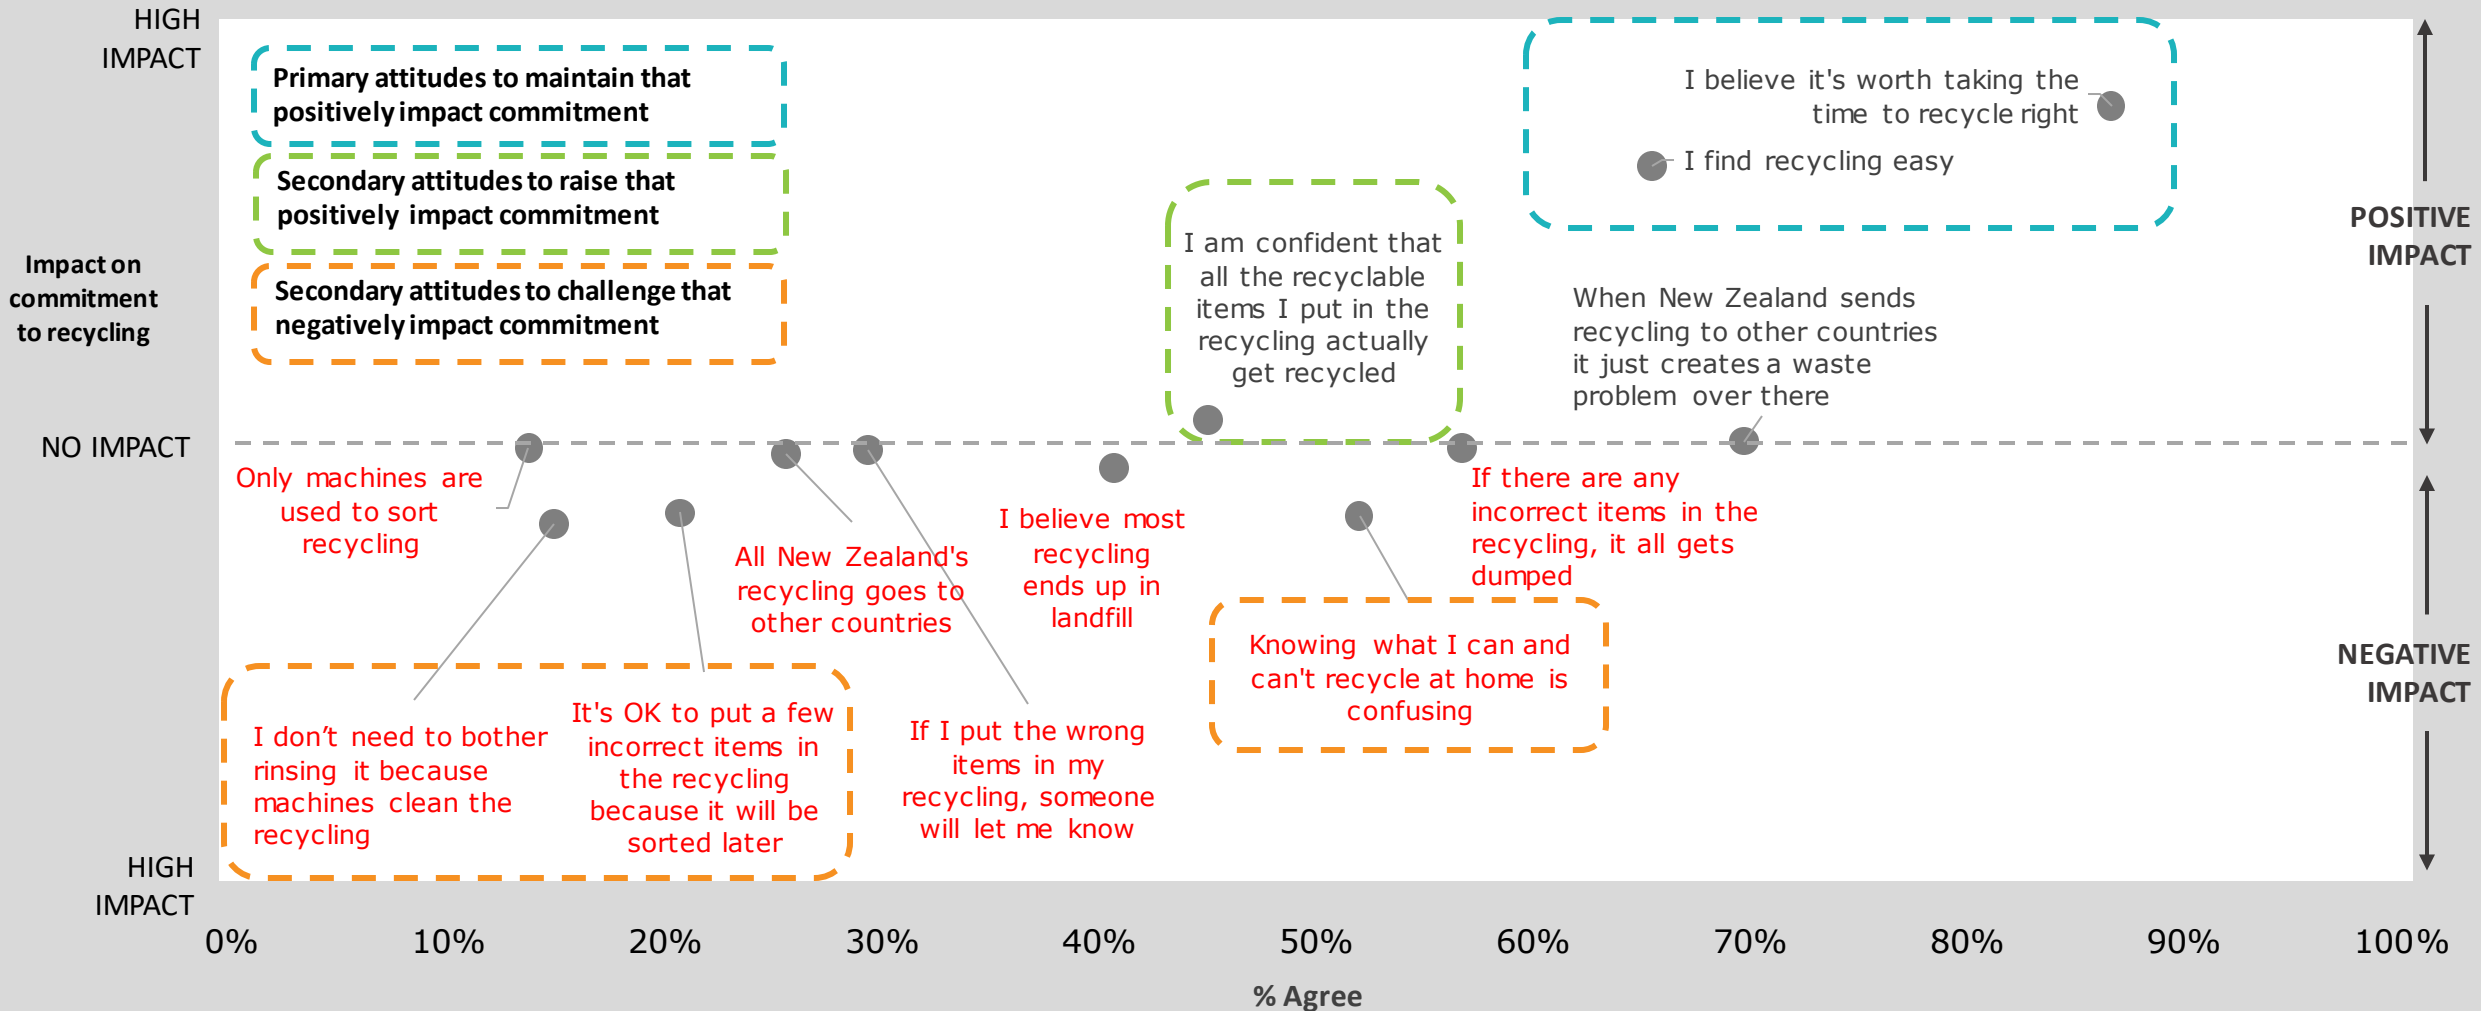 HIGH
IMPACT
Primary attitudes to maintain that
positively impact commitment
Secondary attitudes to raise that
positively impact commitment
Secondary attitudes to challenge that
negatively impact commitment
Impact on
commitment
to recycling
I believe it's worth taking the
time to recycle right
I find recycling easy
I am confident that
all the recyclable
items I put in the
recycling actually
get recycled
When New Zealand sends
recycling to other countries
it just creates a waste
problem over there
POSITIVE
IMPACT
NO IMPACT
Only machines are
used to sort
recycling
All New Zealand's
recycling goes to
other countries
I believe most
recycling
ends up in
landfill
If there are any
incorrect items in the
recycling, it all gets
dumped
Knowing what I can and
can't recycle at home is
confusing
NEGATIVE
IMPACT
I don’t need to bother
rinsing it because
machines clean the
recycling
It's OK to put a few
incorrect items in
the recycling
because it will be
sorted later
If I put the wrong
items in my
recycling, someone
will let me know
HIGH
IMPACT
0% 10% 20% 30% 40% 50% 60% 70% 80% 90% 100%
% Agree